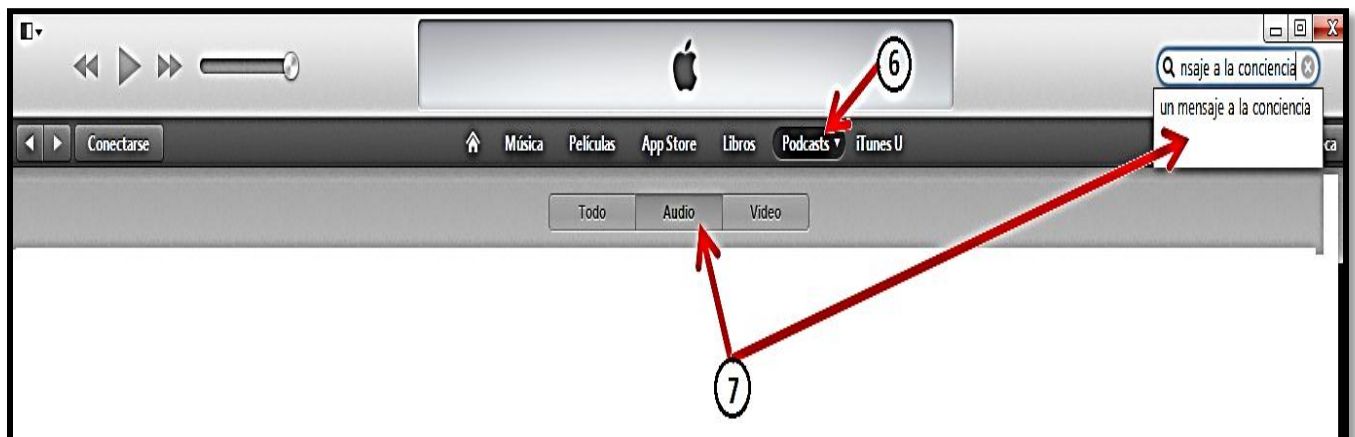 6
nsaje a la conciencia
un mensaje a la conciencia
Conectarse
Música Películas App Store Libros Podcasts iTunes U
ca
Todo Audio Video
7